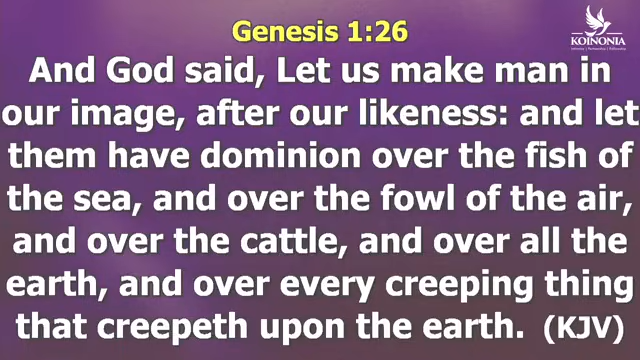 Genesis 1:26
KOINONIA
And God said, Let us make man in
our image, after our likeness: and let
them have dominion over the fish of
the sea, and over the fowl of the air,
and over the cattle, and over all the
earth, and over every creeping thing
that creepeth upon the earth. (KJV)